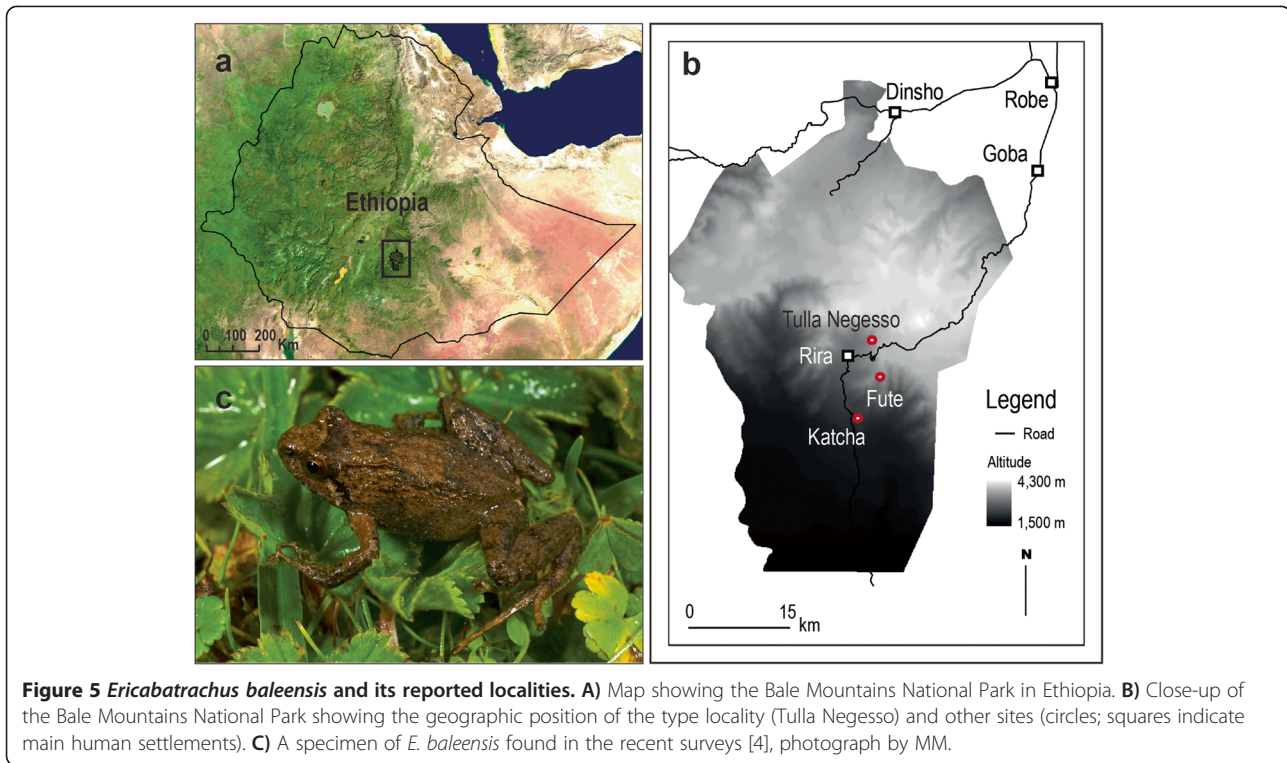 a
Ethiopia
0 100 200
Km
b
Dinsho
Robe
Goba
Tulla Negesso
Rira
Fute
Katcha
Legend
Road
Altitude
4,300 m
1,500 m
N
0 15
km
c
Figure 5 Ericabatrachus baleensis and its reported localities. A) Map showing the Bale Mountains National Park in Ethiopia. B) Close-up of
the Bale Mountains National Park showing the geographic position of the type locality (Tulla Negesso) and other sites (circles; squares indicate
main human settlements). C) A specimen of E. baleensis found in the recent surveys [4], photograph by MM.